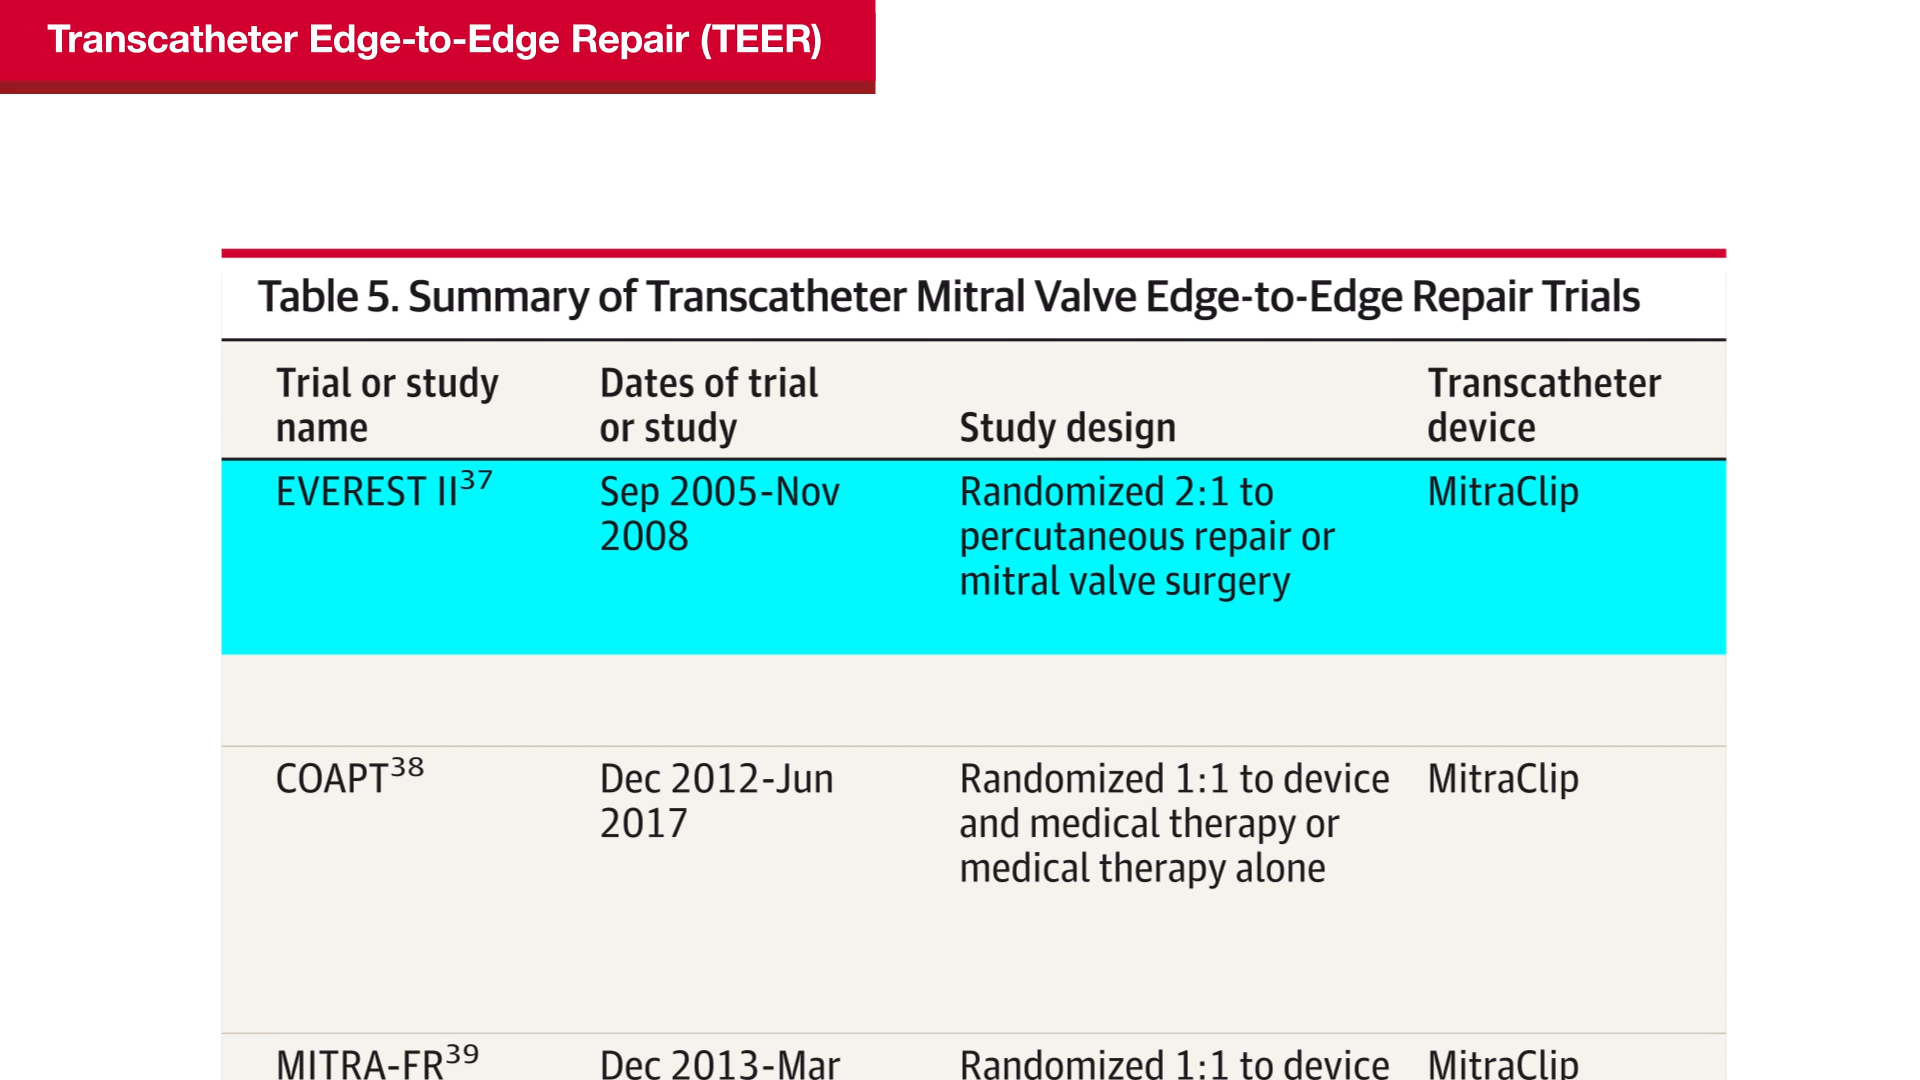 Transcatheter Edge-to-Edge Repair (TEER)
Table 5. Summary of Transcatheter Mitral Valve Edge-to-Edge Repair Trials
Trial or study name
Dates of trial or study
Study design
Transcatheter device
EVEREST II37
Sep 2005-Nov 2008
Randomized 2:1 to percutaneous repair or mitral valve surgery
MitraClip
COAPT38
Dec 2012-Jun 2017
Randomized 1:1 to device and medical therapy or medical therapy alone
MitraClip
MITRA-FR39
Dec 2013-Mar
Randomized 1:1 to device
MitraClip